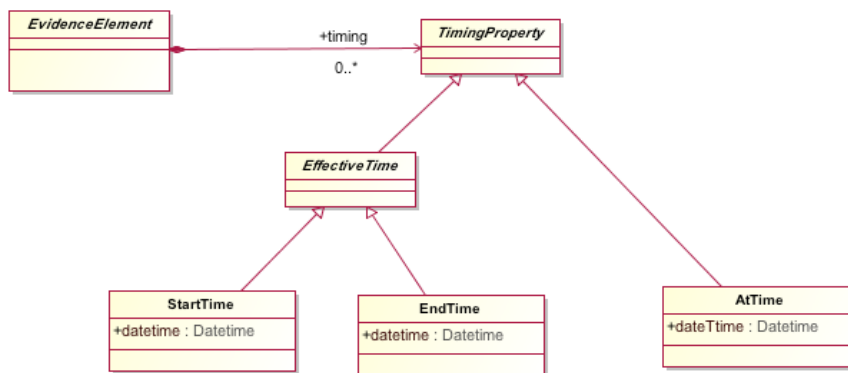 EvidenceElement
TimingProperty
+timing
0..*
EffectiveTime
StartTime
+datetime : Datetime
EndTime
+datetime : Datetime
AtTime
+dateTtime : Datetime